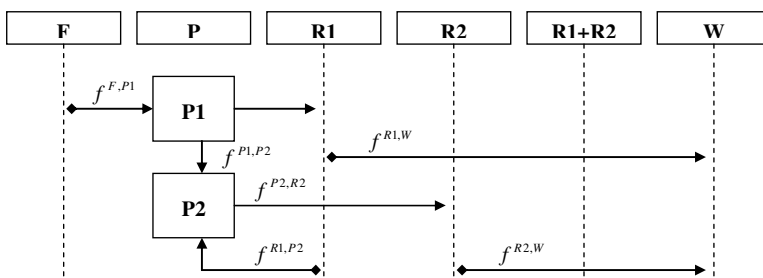 F P R1 R2 R1+R2 W
f^{F,P1}
P1
f^{P1,P2}
f^{R1,W}
P2
f^{P2,R2}
f^{R1,P2}
f^{R2,W}